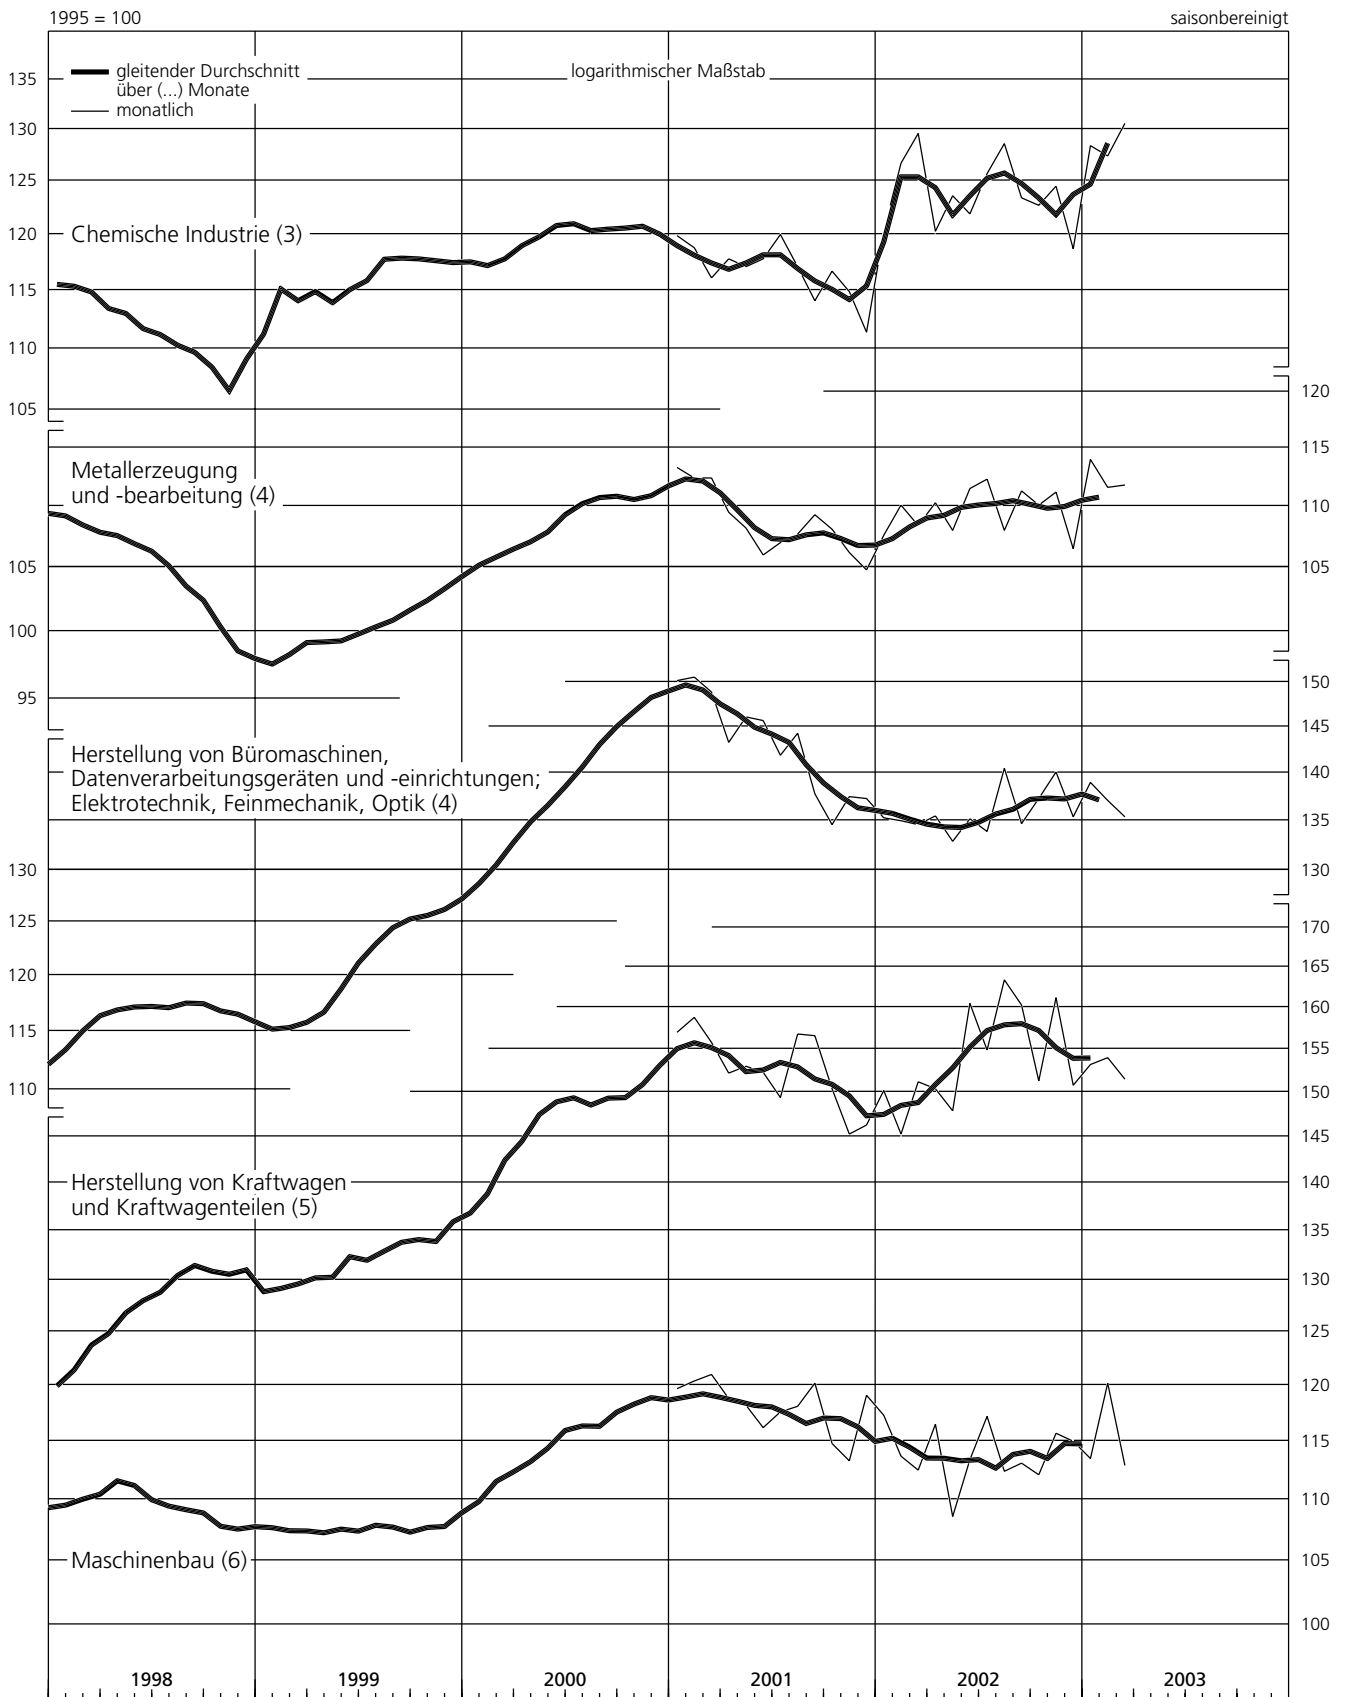 1995 = 100
saisonbereinigt
gleitender Durchschnitt
über (...) Monate
monatlich
logarithmischer Maßstab
135
130
125
120
115
110
105
Chemische Industrie (3)
120
115
110
105
Metallerzeugung
und -bearbeitung (4)
105
100
95
150
145
140
135
130
Herstellung von Büromaschinen,
Datenverarbeitungsgeräten und -einrichtungen;
Elektrotechnik, Feinmechanik, Optik (4)
130
125
120
115
110
170
165
160
155
150
145
140
135
130
125
120
115
110
105
100
Herstellung von Kraftwagen
und Kraftwagenteilen (5)
Maschinenbau (6)
1998 1999 2000 2001 2002 2003